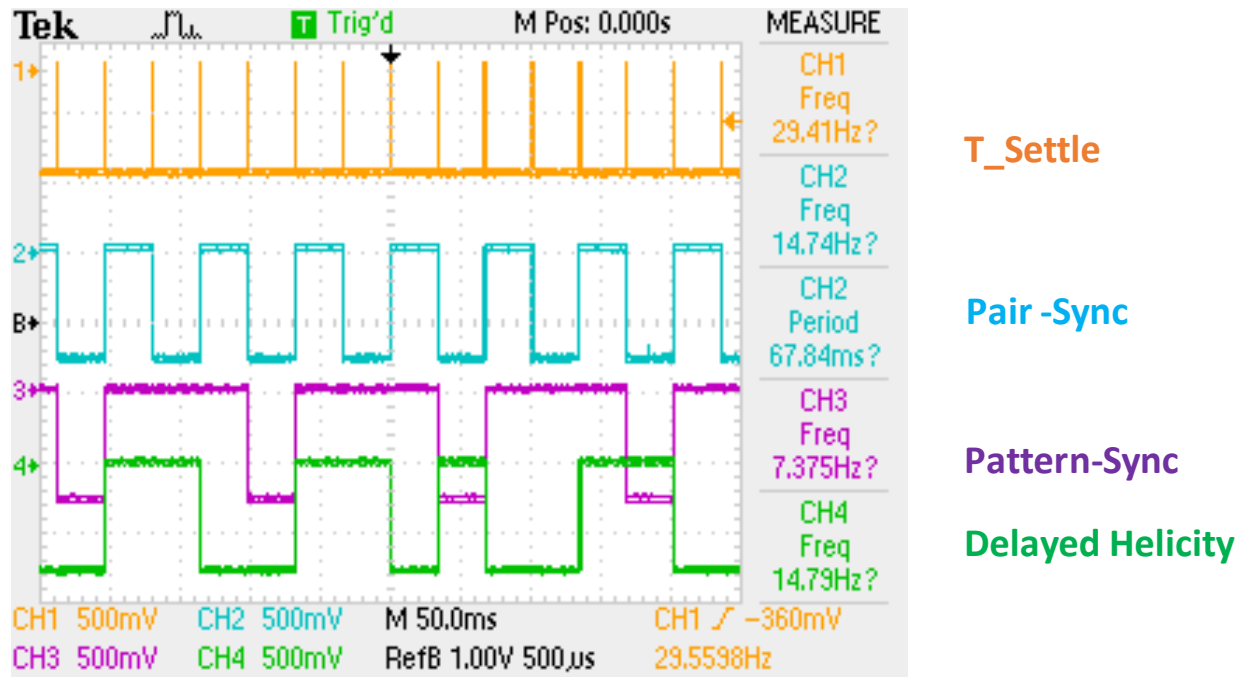 Tek T Trig'd M Pos: 0.000s MEASURE
1
CH1
Freq
29.41Hz?
T_Settle
CH2
Freq
14.74Hz?
2
CH2
Period
67.84ms?
Pair -Sync
B
3
CH3
Freq
7.375Hz?
Pattern-Sync
4
CH4
Freq
14.79Hz?
Delayed Helicity
CH1 500mV CH2 500mV M 50.0ms CH1 -360mV
CH3 500mV CH4 500mV RefB 1.00V 500µs 29.5598Hz